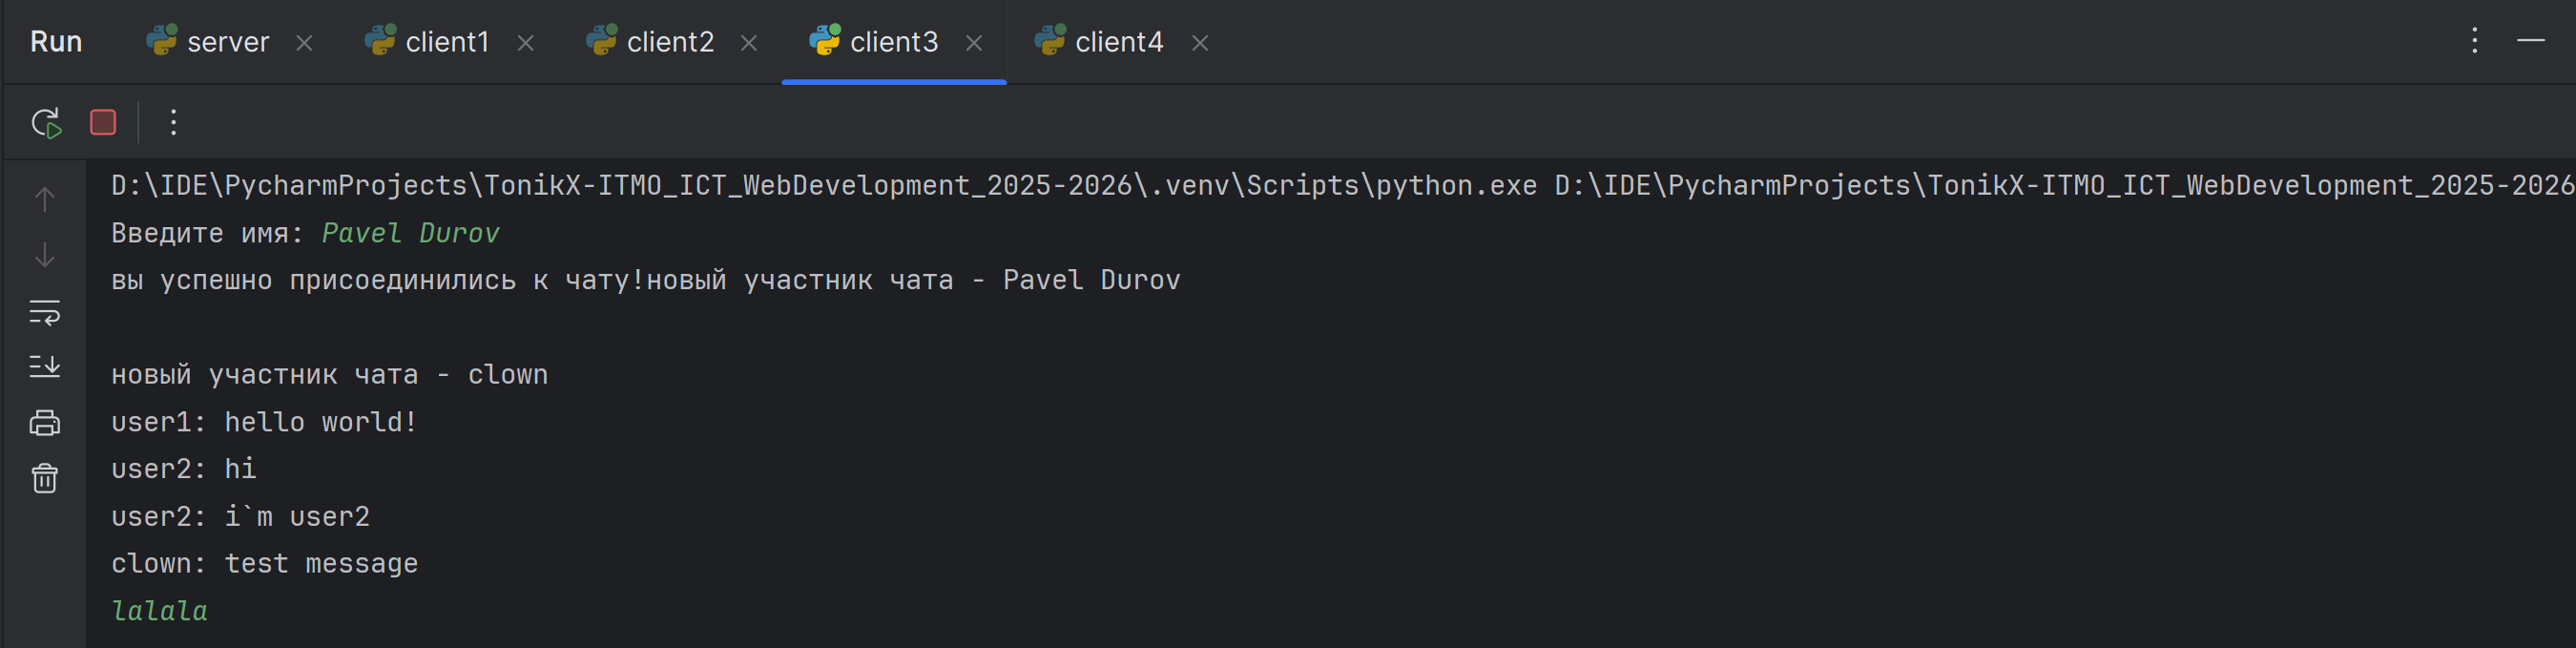 Run server client1 client2 client3 client4
D:\IDE\PycharmProjects\TonikX-ITMO_ICT_WebDevelopment_2025-2026\.venv\Scripts\python.exe D:\IDE\PycharmProjects\TonikX-ITMO_ICT_WebDevelopment_2025-2026
Введите имя: Pavel Durov
вы успешно присоединились к чату!новый участник чата - Pavel Durov
новый участник чата - clown
user1: hello world!
user2: hi
user2: i`m user2
clown: test message
lalala